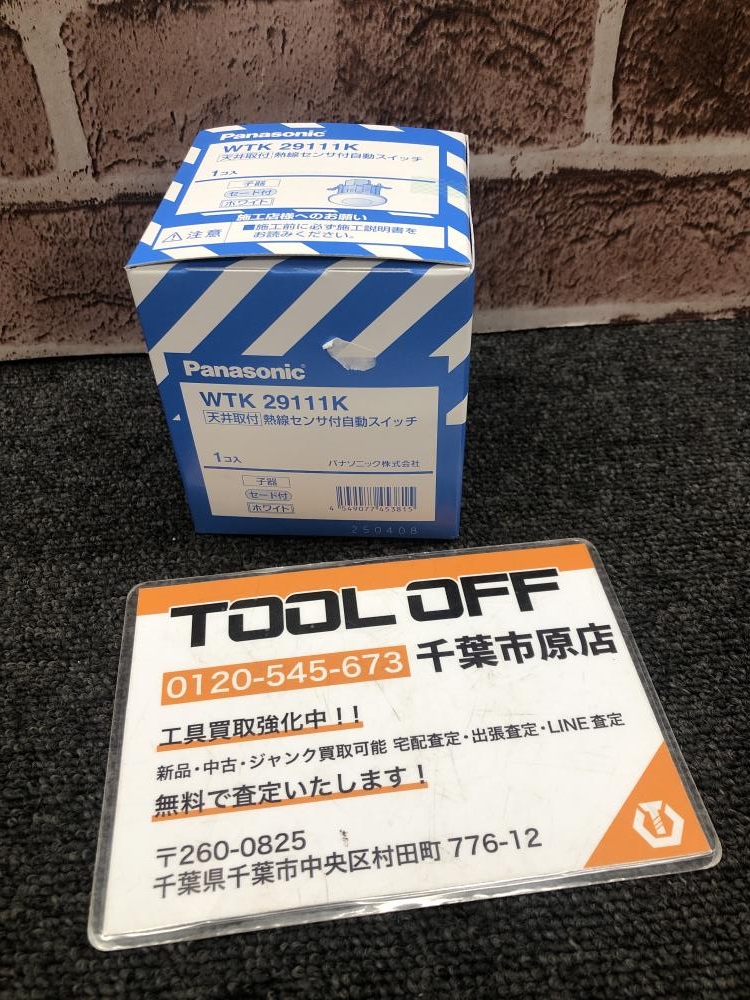 Panasonic
WTK 29111K
天井取付 熱線センサ付自動スイッチ
1コ入
子器
セード付
ホワイト
施工店様へのお願い
注意
■施工前に必ず施工説明書を
お読みください。
Panasonic
WTK 29111K
天井取付 熱線センサ付自動スイッチ
1コ入
パナソニック株式会社
子器
セード付
ホワイト
4 549077 453815
250408
TOOL OFF
0120-545-673 千葉市原店
工具買取強化中!!
新品・中古・ジャンク買取可能 宅配査定・出張査定・LINE査定
無料で査定いたします!
〒260-0825
千葉県千葉市中央区村田町 776-12